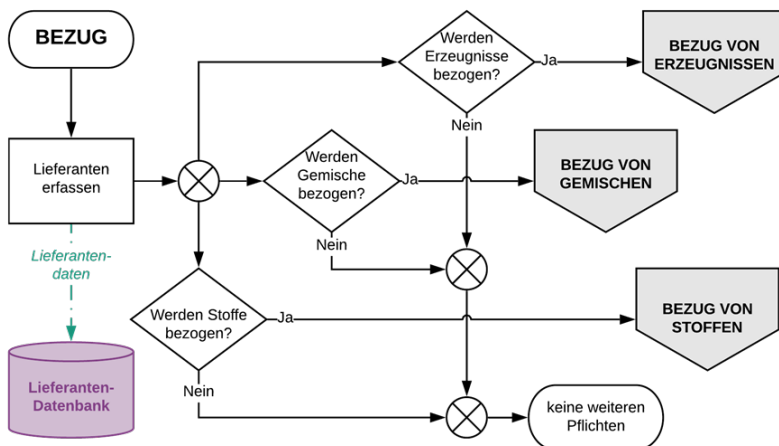 BEZUG
Werden
Erzeugnisse
bezogen?
Ja
BEZUG VON
ERZEUGNISSEN
Nein
Lieferanten
erfassen
Werden
Gemische
bezogen?
Ja
BEZUG VON
GEMISCHEN
Nein
Lieferanten-
daten
Werden Stoffe
bezogen?
Ja
BEZUG VON
STOFFEN
Nein
Lieferanten-
Datenbank
keine weiteren
Pflichten